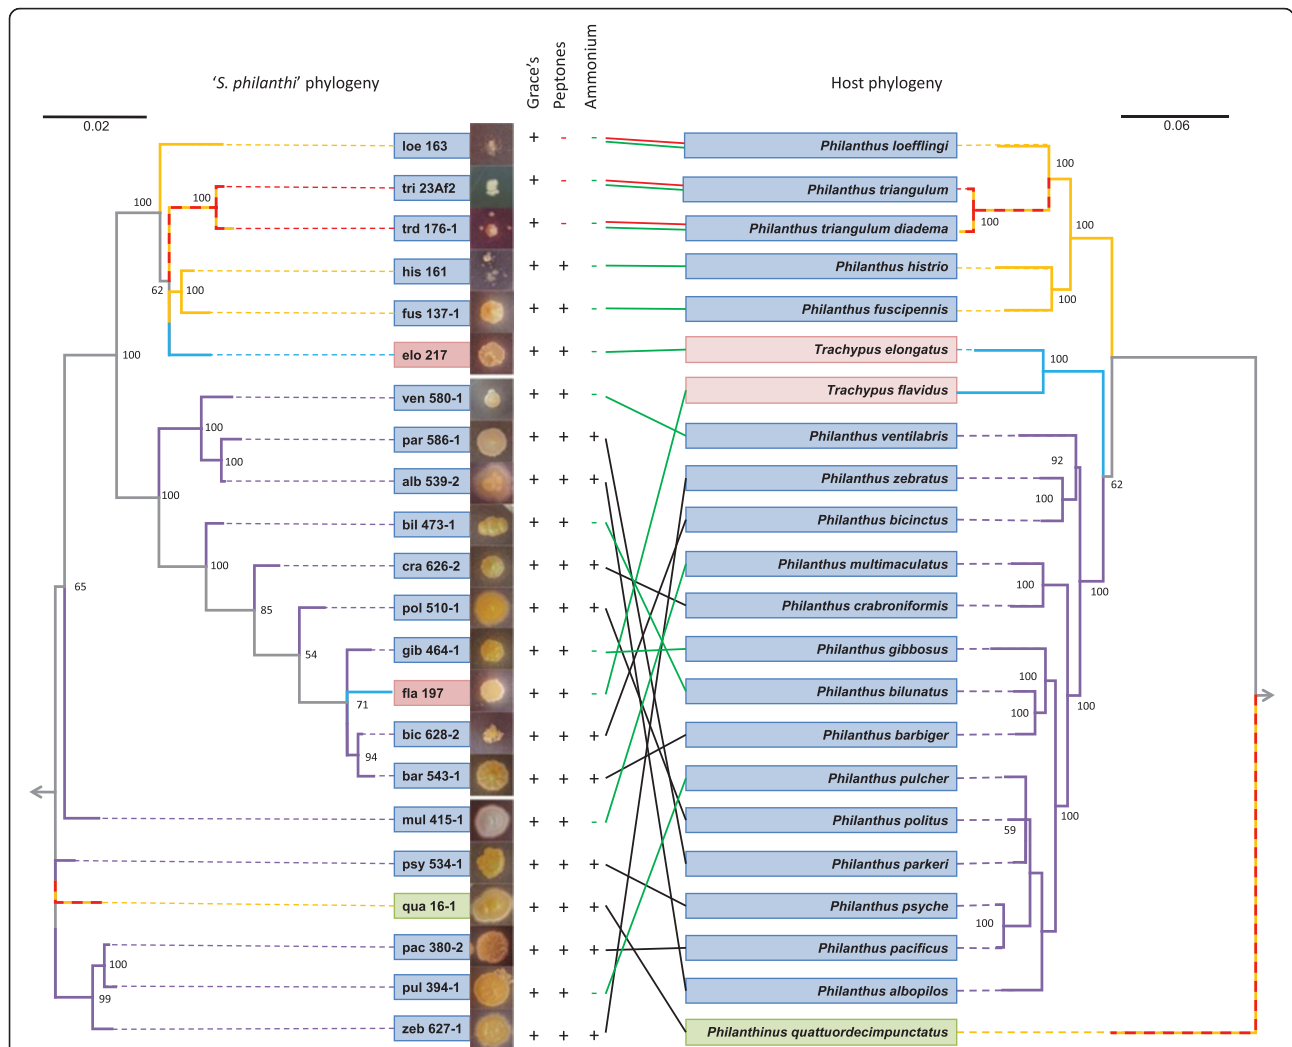 'S. philanthi' phylogeny
Grace's
Peptones
Ammonium
Host phylogeny
0.02
0.06
loe 163 + - - Philanthus loefflingi
100
tri 23Af2 + - - Philanthus triangulum
100 100
trd 176-1 + - - Philanthus triangulum diadema
100 100
his 161 + + - Philanthus histrio
62 100 100
fus 137-1 + + - Philanthus fuscipennis
elo 217 + + - Trachypus elongatus
100 100
Trachypus flavidus
ven 580-1 + + -
100
par 586-1 + + + Philanthus ventilabris
100 92
alb 539-2 + + + Philanthus zebratus
100 100 62
bil 473-1 + + - Philanthus bicinctus
100
cra 626-2 + + + Philanthus multimaculatus
65 100 100
pol 510-1 + + + Philanthus crabroniformis
85
gib 464-1 + + - Philanthus gibbosus
54 100
fla 197 + + - Philanthus bilunatus
71 100 100
bic 628-2 + + + Philanthus barbiger
94
bar 543-1 + + + Philanthus pulcher
mul 415-1 + + - Philanthus politus
59 100
psy 534-1 + + + Philanthus parkeri
qua 16-1 + + + Philanthus psyche
100
pac 380-2 + + + Philanthus pacificus
100
pul 394-1 + + - Philanthus albopilos
99
zeb 627-1 + + + Philanthinus quattuordecimpunctatus